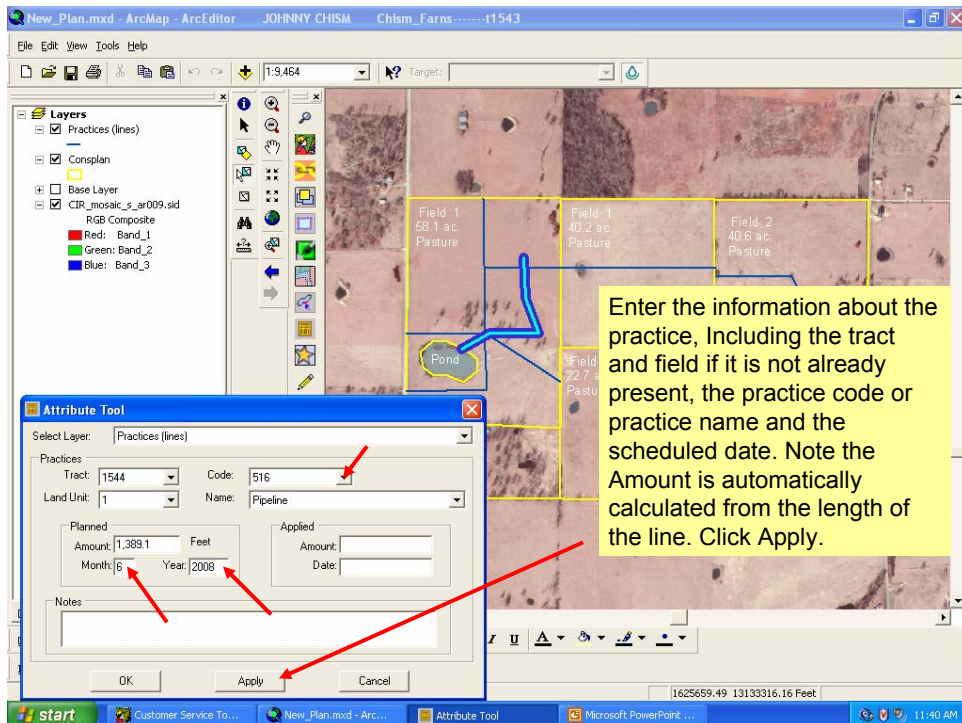 New_Plan.mxd - ArcMap - ArcEditor JOHNNY CHISM Chism_Farns-------t1543
File Edit View Tools Help
1:9,464 Target:
Layers
Practices (lines)
Consplan
Base Layer
CIR_mosaic_s_ar009.sid
RGB Composite
Red: Band_1
Green: Band_2
Blue: Band_3
Field 1
58.1 ac.
Pasture
Field 1
40.2 ac.
Pasture
Field 2
40.6 ac.
Pasture
Pond
Field
22.7 a
Pastu
Enter the information about the
practice, Including the tract
and field if it is not already
present, the practice code or
practice name and the
scheduled date. Note the
Amount is automatically
calculated from the length of
the line. Click Apply.
Attribute Tool
Select Layer: Practices (lines)
Practices
Tract: 1544 Code: 516
Land Unit: 1 Name: Pipeline
Planned Applied
Amount: 1,389.1 Feet Amount:
Month: 6 Year: 2008 Date:
Notes
OK Apply Cancel
I U A
1625659.49 13133316.16 Feet
start Customer Service To... New_Plan.mxd - Arc... Attribute Tool Microsoft PowerPoint ... 11:40 AM